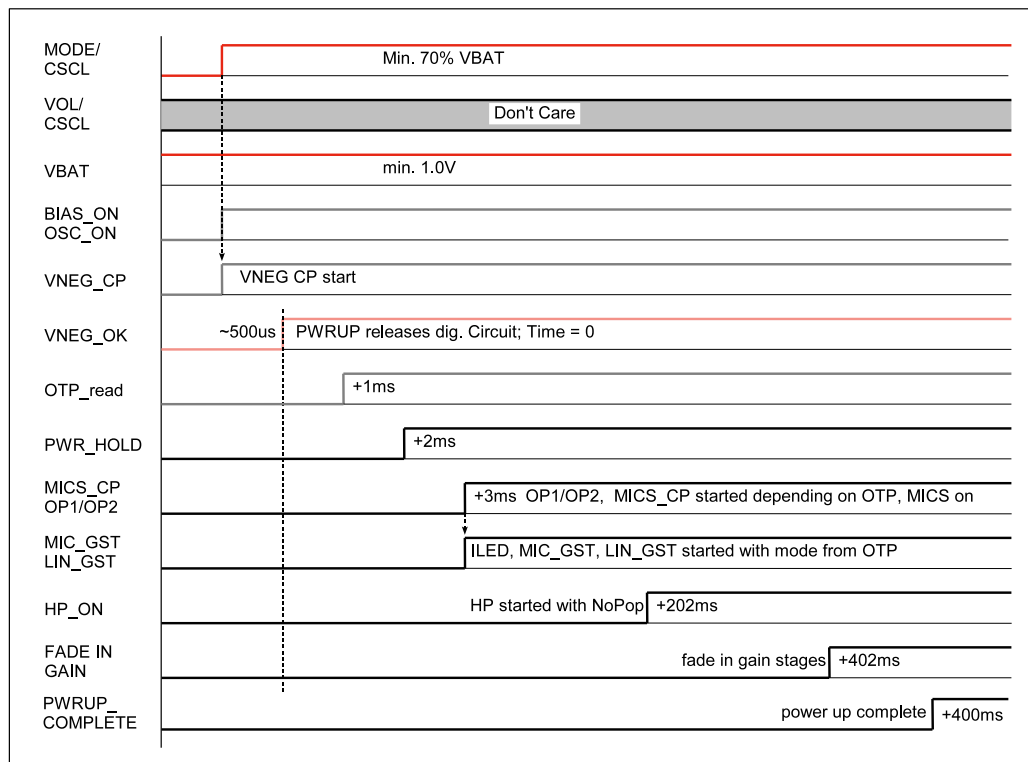 MODE/
CSCL
Min. 70% VBAT
VOL/
CSCL
Don't Care
VBAT
min. 1.0V
BIAS_ON
OSC_ON
VNEG_CP
VNEG CP start
VNEG_OK
~500us
PWRUP releases dig. Circuit; Time = 0
OTP_read
+1ms
PWR_HOLD
+2ms
MICS_CP
OP1/OP2
+3ms OP1/OP2, MICS_CP started depending on OTP, MICS on
MIC_GST
LIN_GST
ILED, MIC_GST, LIN_GST started with mode from OTP
HP_ON
HP started with NoPop
+202ms
FADE IN
GAIN
fade in gain stages
+402ms
PWRUP_
COMPLETE
power up complete
+400ms